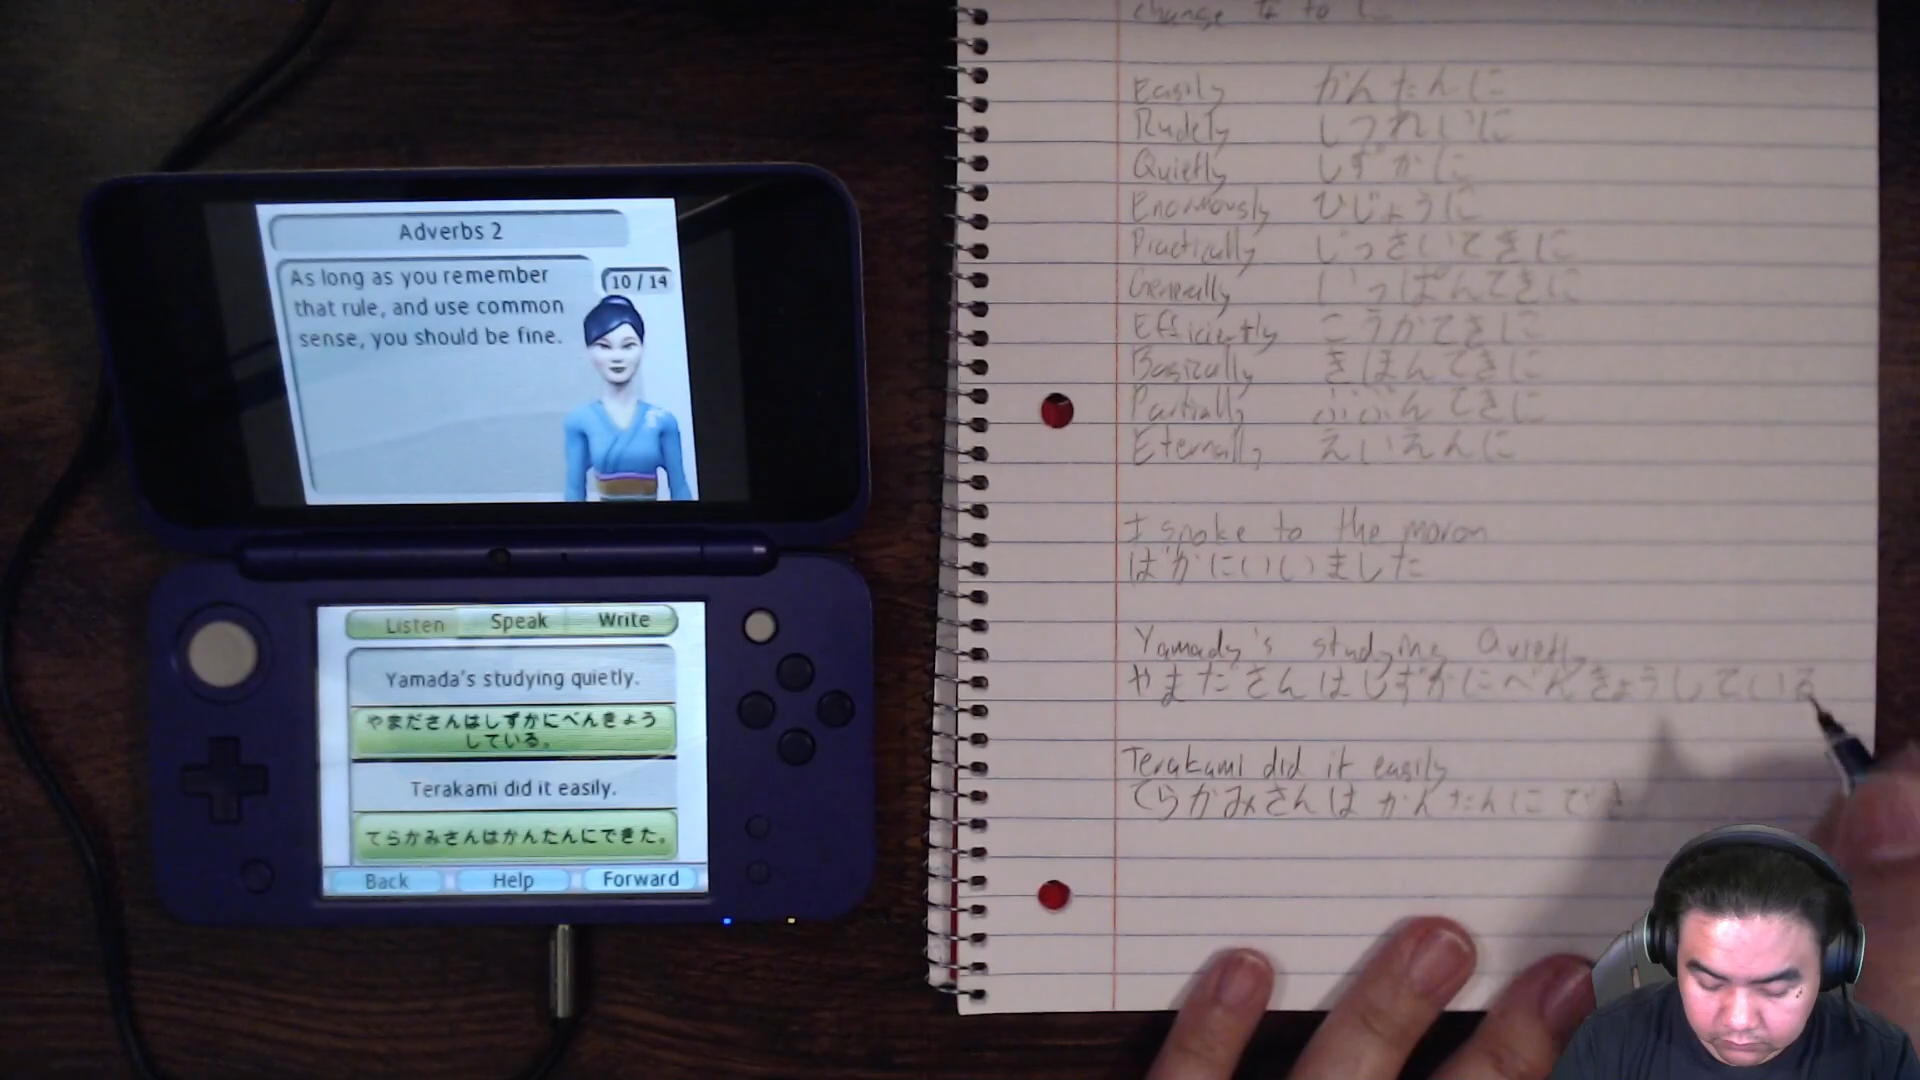 Adverbs 2
As long as you remember
that rule, and use common
sense, you should be fine.
10 / 14
Listen Speak Write
Yamada's studying quietly.
やまださんはしずかにべんきょう
している。
Terakami did it easily.
てらかみさんはかんたんにできた。
Back Help Forward
change な to に
Easily かんたんに
Rudely しつれいに
Quietly しずかに
Enormously ひじょうに
Practically じっさいてきに
Generally いっぱんてきに
Efficiently こうかてきに
Basically きほんてきに
Partially ぶぶんてきに
Eternally えいえんに
I spoke to the moron
ばかにいいました
Yamady's studying Quietly
やまださんはしずかにべんきょうしている
Terakami did it easily
てらかみさんは かんたんに でき